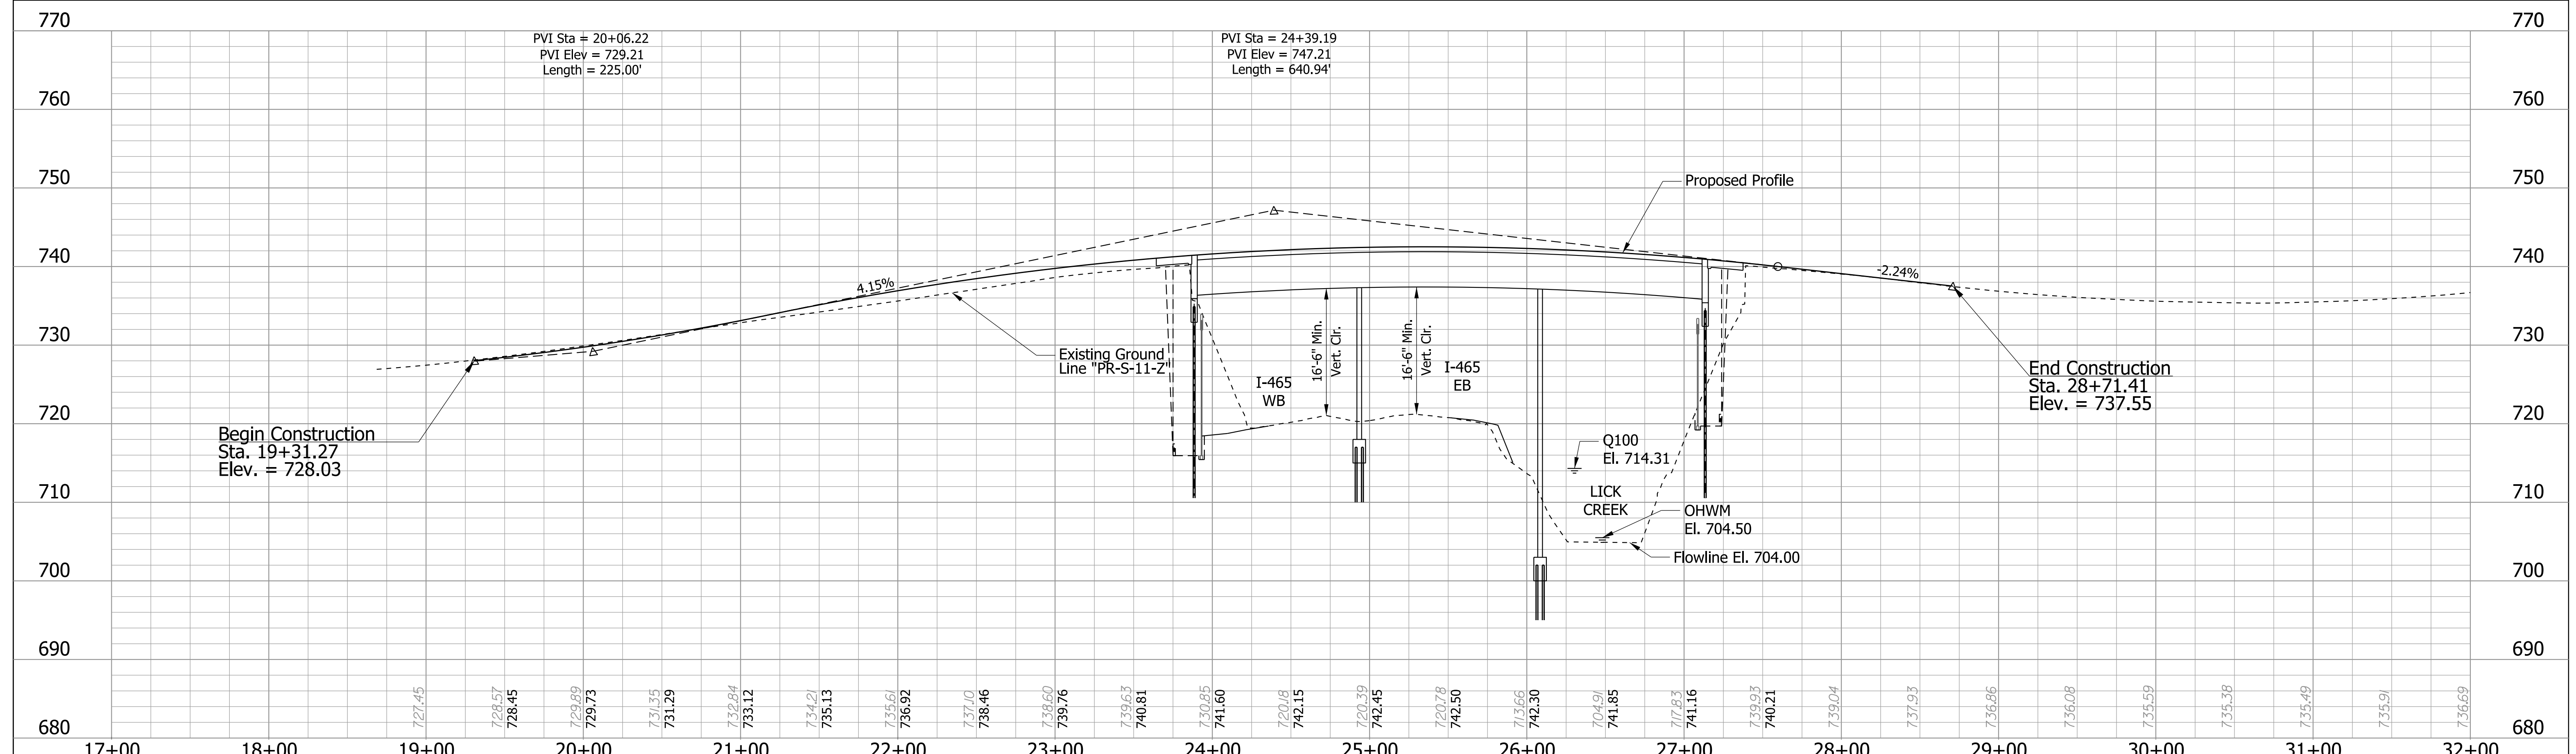 770
770
PVI Sta = 20+06.22
PVI Elev = 729.21
Length = 225.00'
PVI Sta = 24+39.19
PVI Elev = 747.21
Length = 640.94'
760
760
750
750
Proposed Profile
740
740
4.15%
-2.24%
730
730
Existing Ground
Line "PR-S-11-Z"
I-465
WB
16'-6" Min.
Vert. Clr.
16'-6" Min.
Vert. Clr.
I-465
EB
End Construction
Sta. 28+71.41
Elev. = 737.55
720
720
Begin Construction
Sta. 19+31.27
Elev. = 728.03
Q100
El. 714.31
710
710
LICK
CREEK
OHWM
El. 704.50
Flowline El. 704.00
700
700
690
690
727.45
728.57
728.45
729.89
729.73
731.35
731.29
732.84
733.12
734.21
735.13
735.61
736.92
737.10
738.46
738.60
739.76
739.63
740.81
730.85
741.60
720.18
742.15
720.39
742.45
720.78
742.50
713.66
742.30
704.91
741.85
717.83
741.16
739.93
740.21
739.04
737.93
736.86
736.08
735.59
735.38
735.49
735.91
736.69
680
680
17+00 18+00 19+00 20+00 21+00 22+00 23+00 24+00 25+00 26+00 27+00 28+00 29+00 30+00 31+00 32+00